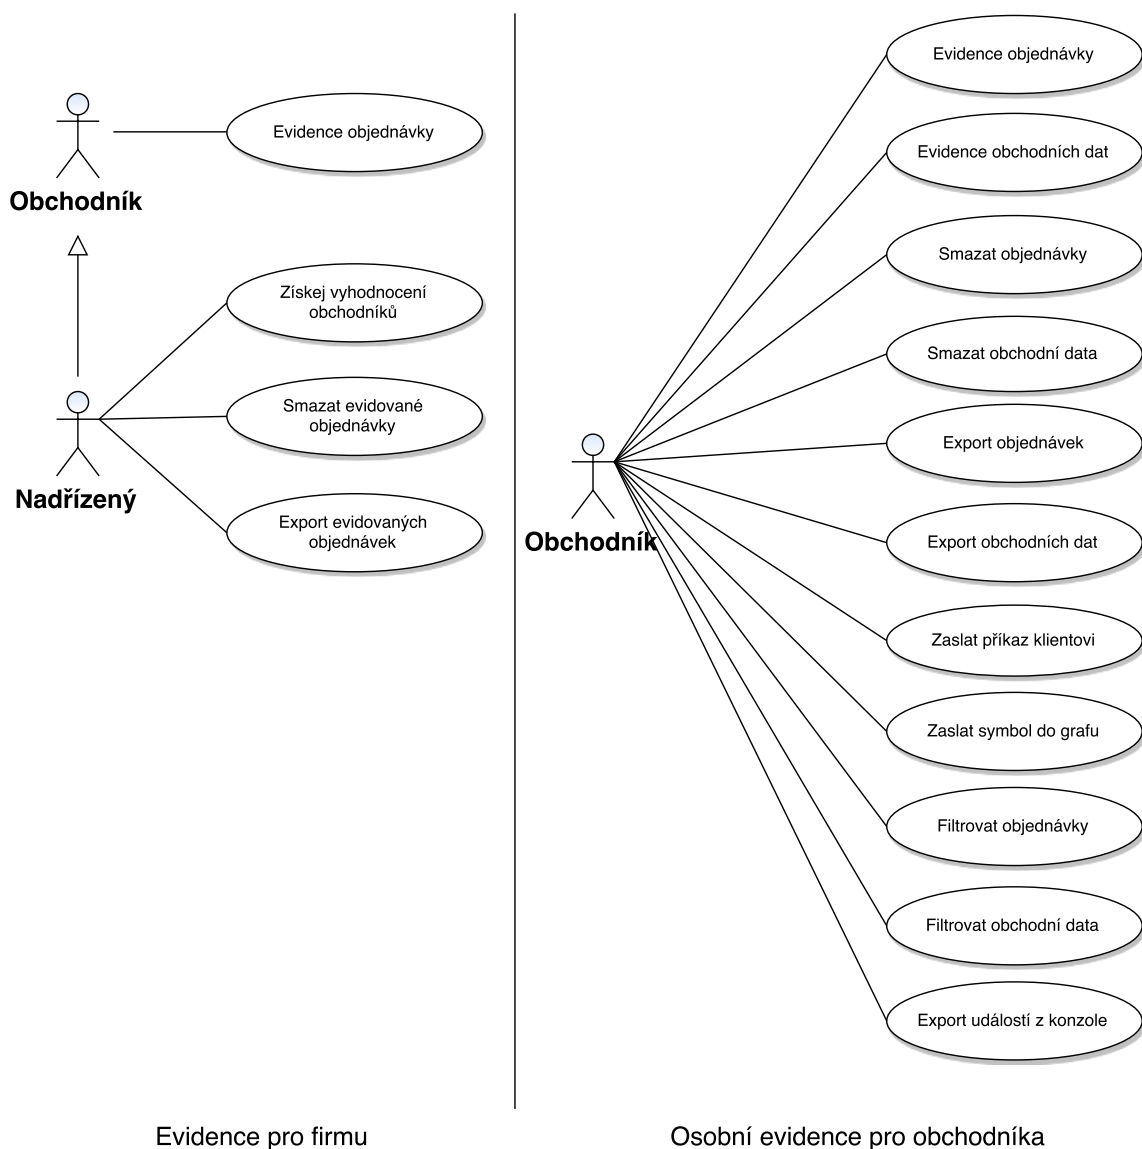 Evidence objednávky
Obchodník
Získej vyhodnocení
obchodníků
Smazat evidované
objednávky
Nadřízený
Export evidovaných
objednávek
Evidence pro firmu
Evidence objednávky
Evidence obchodních dat
Smazat objednávky
Smazat obchodní data
Export objednávek
Obchodník
Export obchodních dat
Zaslat příkaz klientovi
Zaslat symbol do grafu
Filtrovat objednávky
Filtrovat obchodní data
Export událostí z konzole
Osobní evidence pro obchodníka